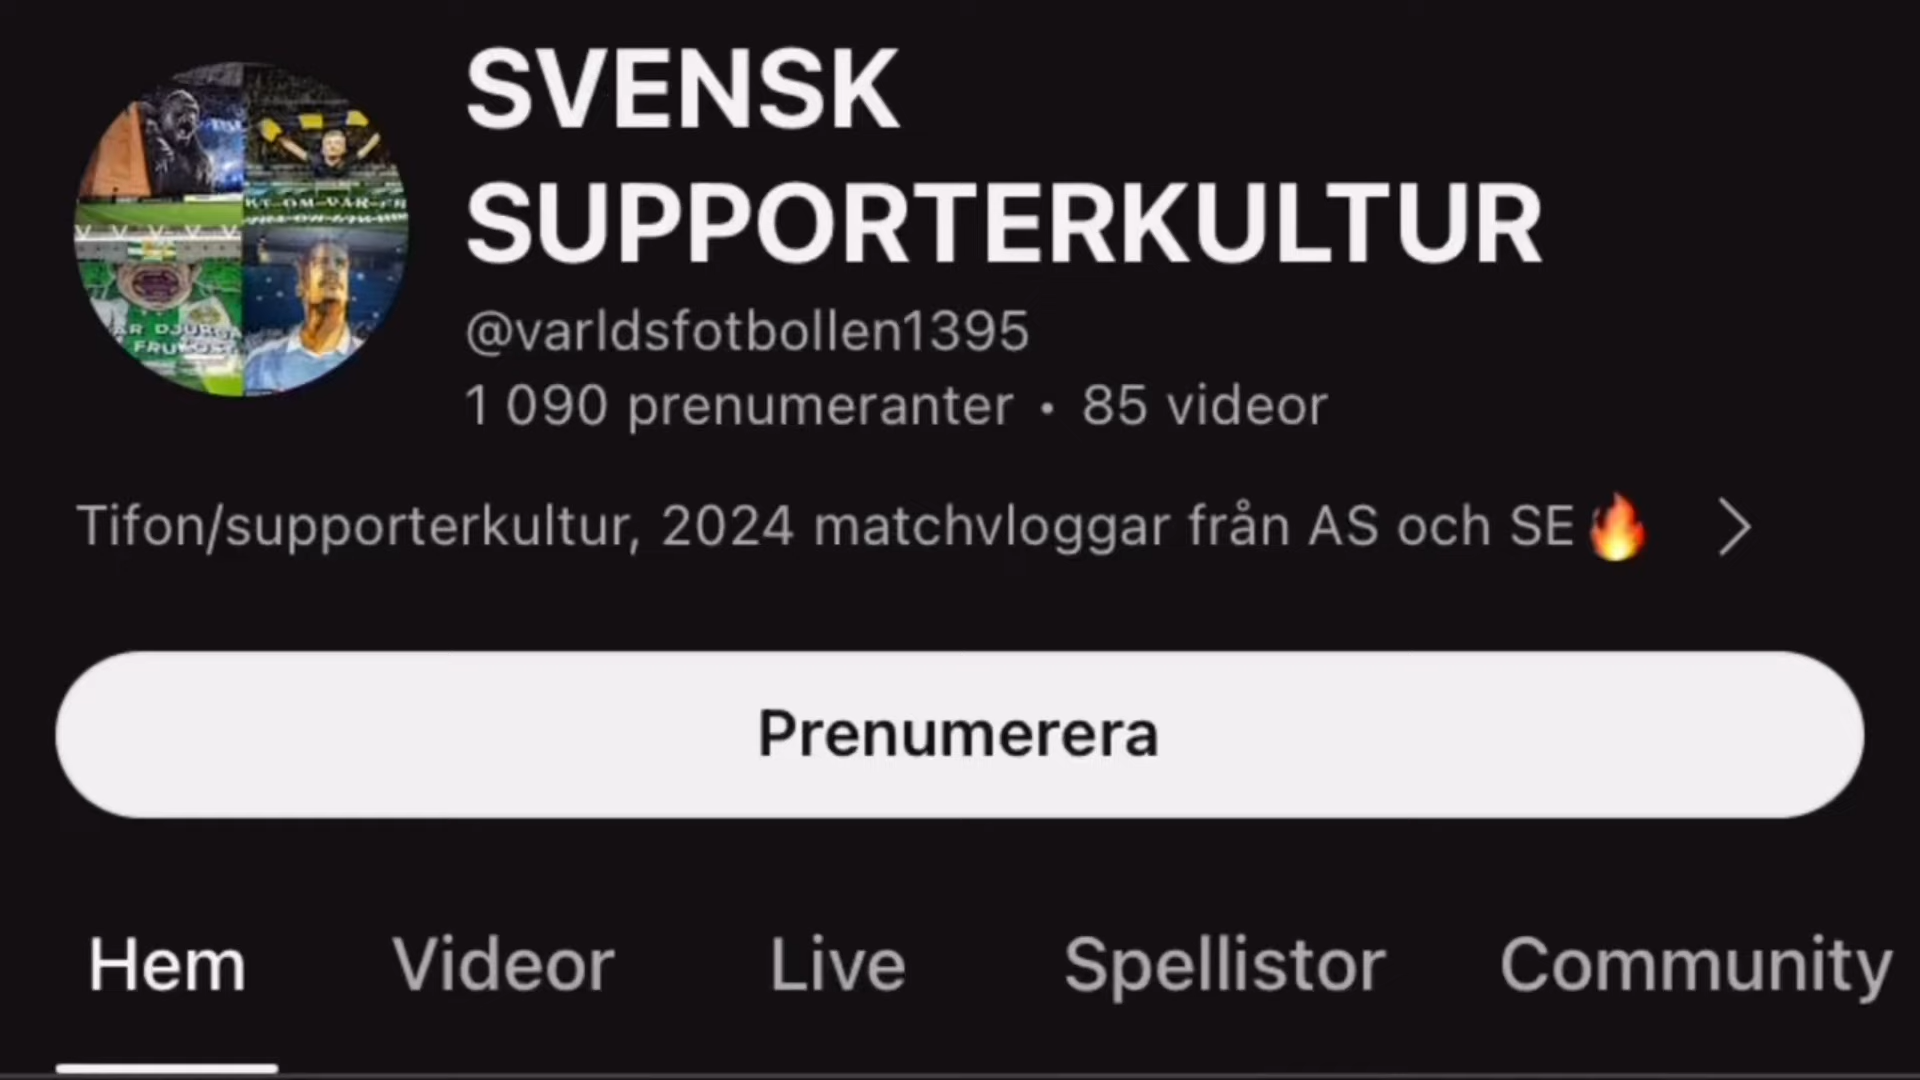 SVENSK
SUPPORTERKULTUR
@varldsfotbollen1395
1 090 prenumeranter • 85 videor
Tifon/supporterkultur, 2024 matchvloggar från AS och SE🔥
Prenumerera
Hem Videor Live Spellistor Community